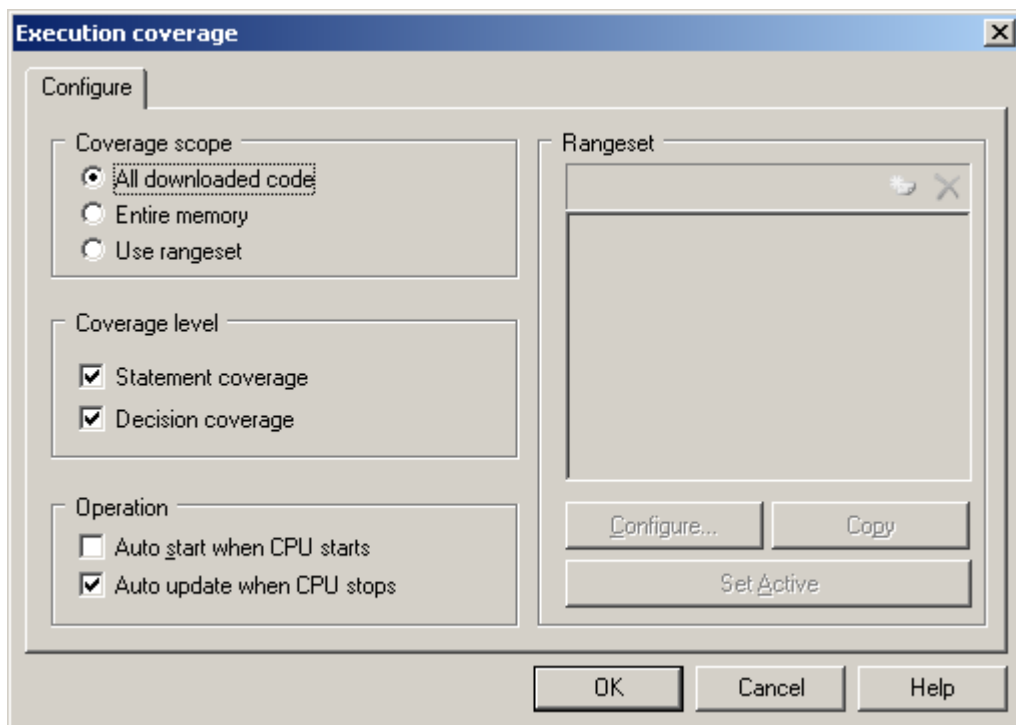 Execution coverage
Configure
Coverage scope
All downloaded code
Entire memory
Use rangeset
Coverage level
Statement coverage
Decision coverage
Operation
Auto start when CPU starts
Auto update when CPU stops
Rangeset
Configure...
Copy
Set Active
OK
Cancel
Help